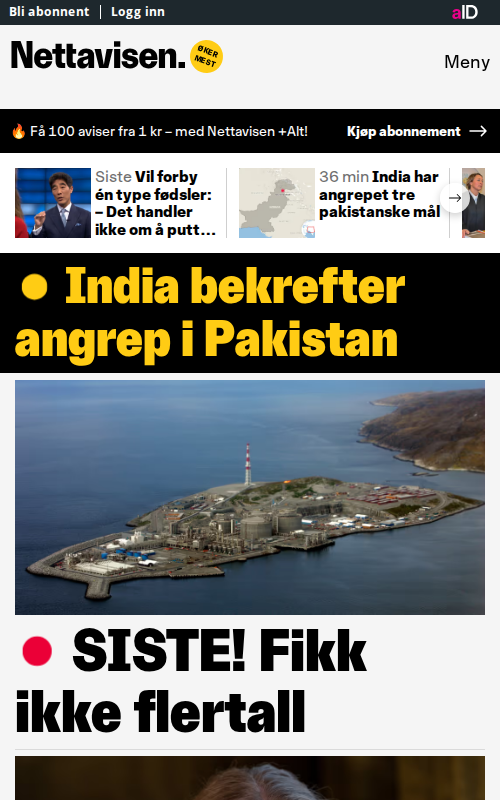 Bli abonnent | Logg inn
aID
Nettavisen.
ØKER
MEST
Meny
🔥 Få 100 aviser fra 1 kr – med Nettavisen +Alt!
Kjøp abonnement →
Siste Vil forby
én type fødsler:
– Det handler
ikke om å putt...
36 min India har
angrepet tre
pakistanske mål
India bekrefter
angrep i Pakistan
SISTE! Fikk
ikke flertall